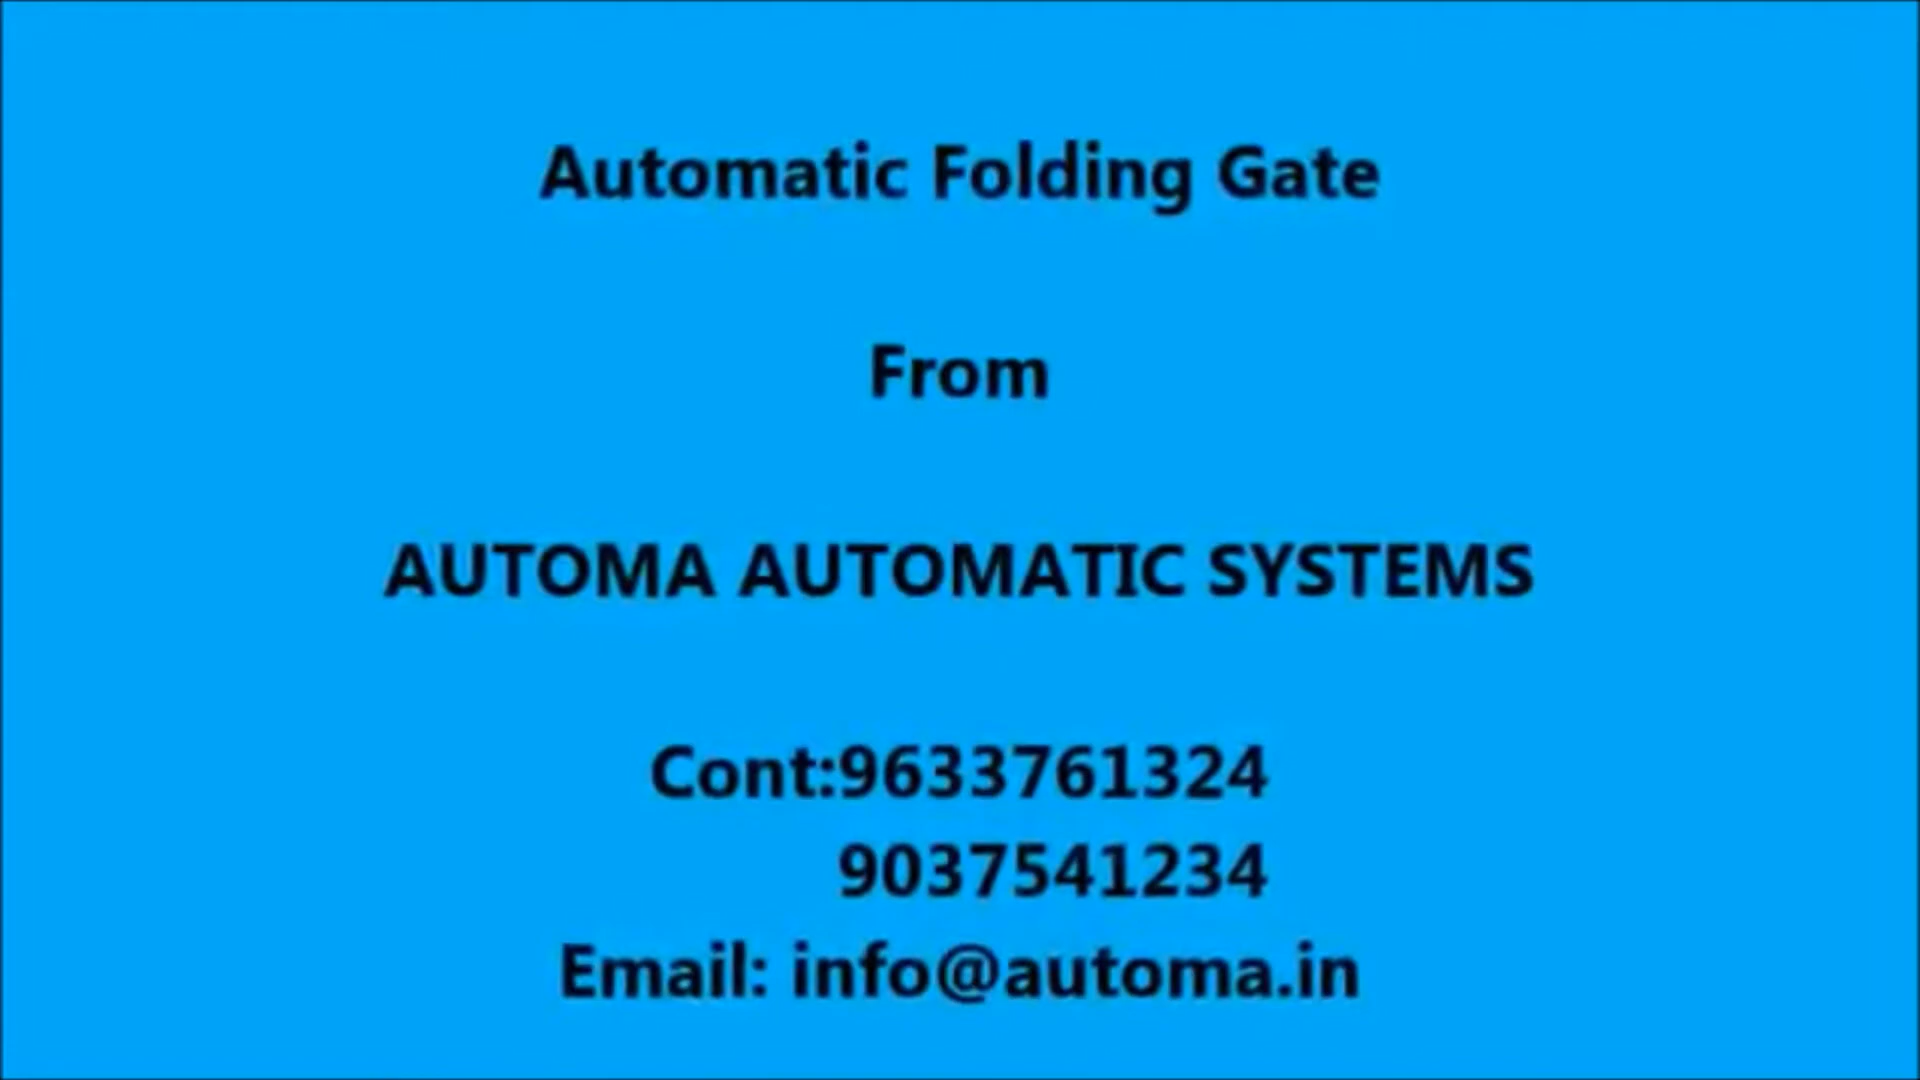 Automatic Folding Gate
From
AUTOMA AUTOMATIC SYSTEMS
Cont:9633761324
9037541234
Email: info@automa.in